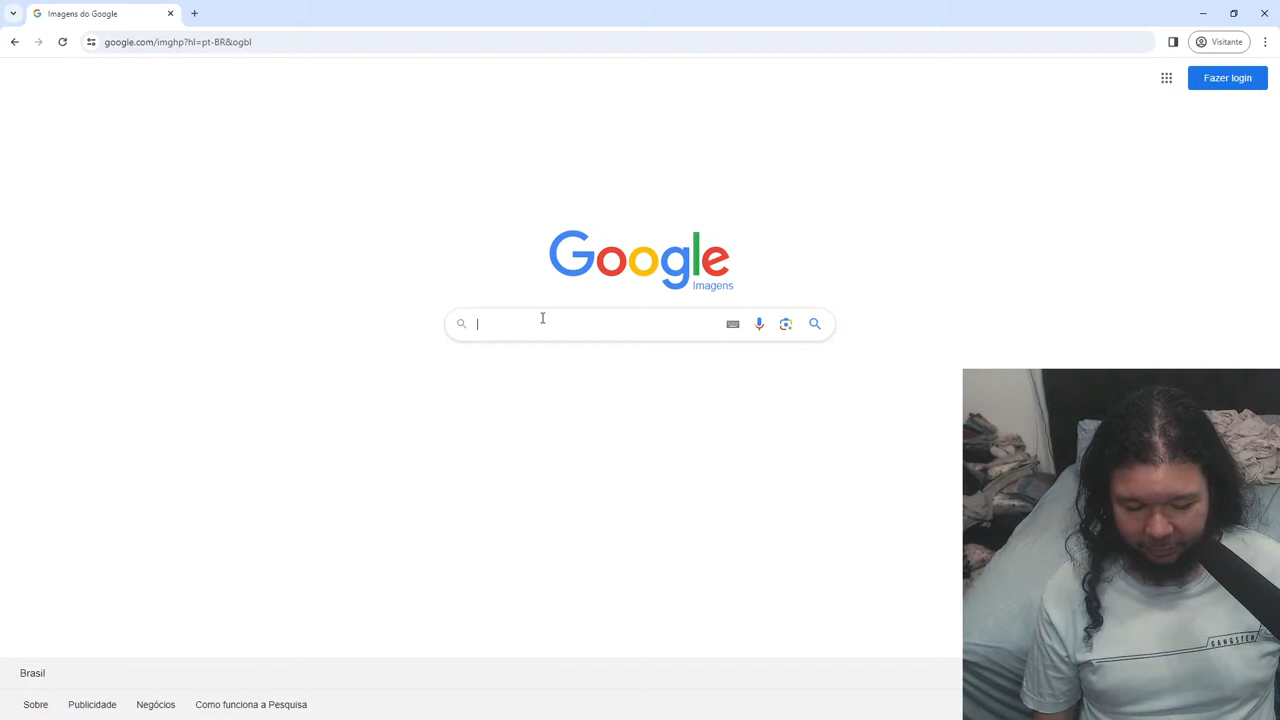 Imagens do Google
google.com/imghp?hl=pt-BR&ogbl
Visitante
Fazer login
Google
Imagens
GANGSTER
Brasil
Sobre
Publicidade
Negócios
Como funciona a Pesquisa